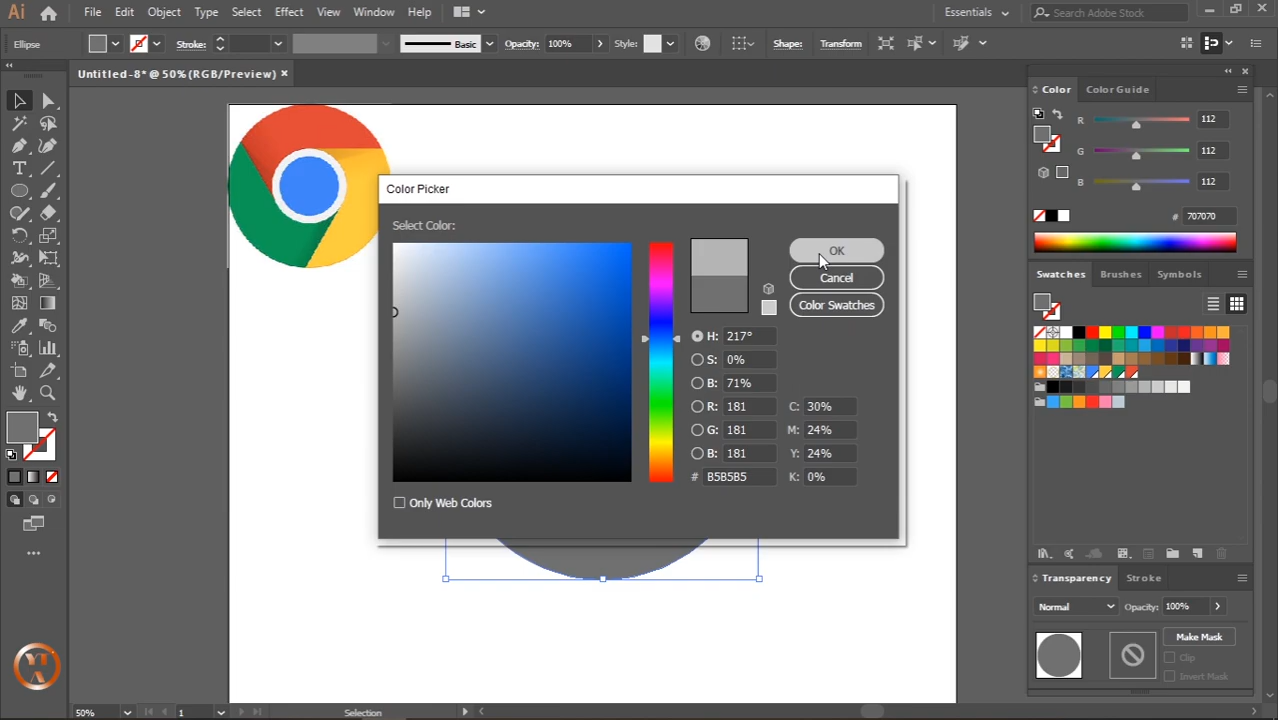 Ai File Edit Object Type Select Effect View Window Help Essentials Search Adobe Stock
Ellipse Stroke: Basic Opacity: 100% Style: Shape: Transform
Untitled-8* @ 50% (RGB/Preview) ×
Color Color Guide
R 112
G 112
B 112
# 707070
Swatches Brushes Symbols
Color Picker
Select Color:
OK
Cancel
Color Swatches
H: 217°
S: 0%
B: 71%
R: 181 C: 30%
G: 181 M: 24%
B: 181 Y: 24%
# B5B5B5 K: 0%
Only Web Colors
Transparency Stroke
Normal Opacity: 100%
Make Mask
Clip
Invert Mask
50% 1 Selection